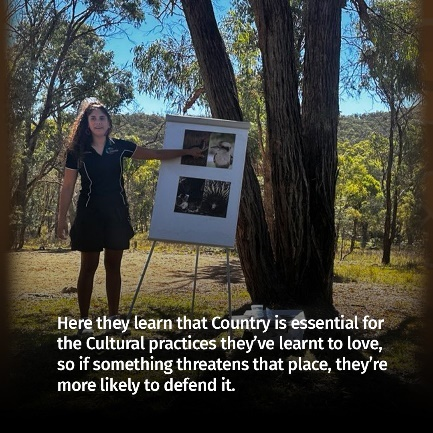 Here they learn that Country is essential for
the Cultural practices they’ve learnt to love,
so if something threatens that place, they’re
more likely to defend it.